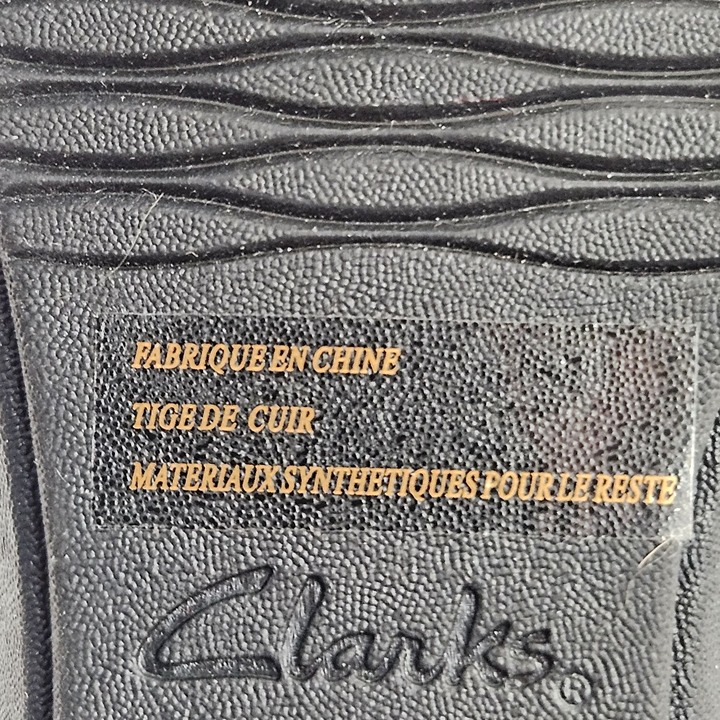 FABRIQUE EN CHINE
TIGE DE CUIR
MATERIAUX SYNTHETIQUES POUR LE RESTE
Clarks®